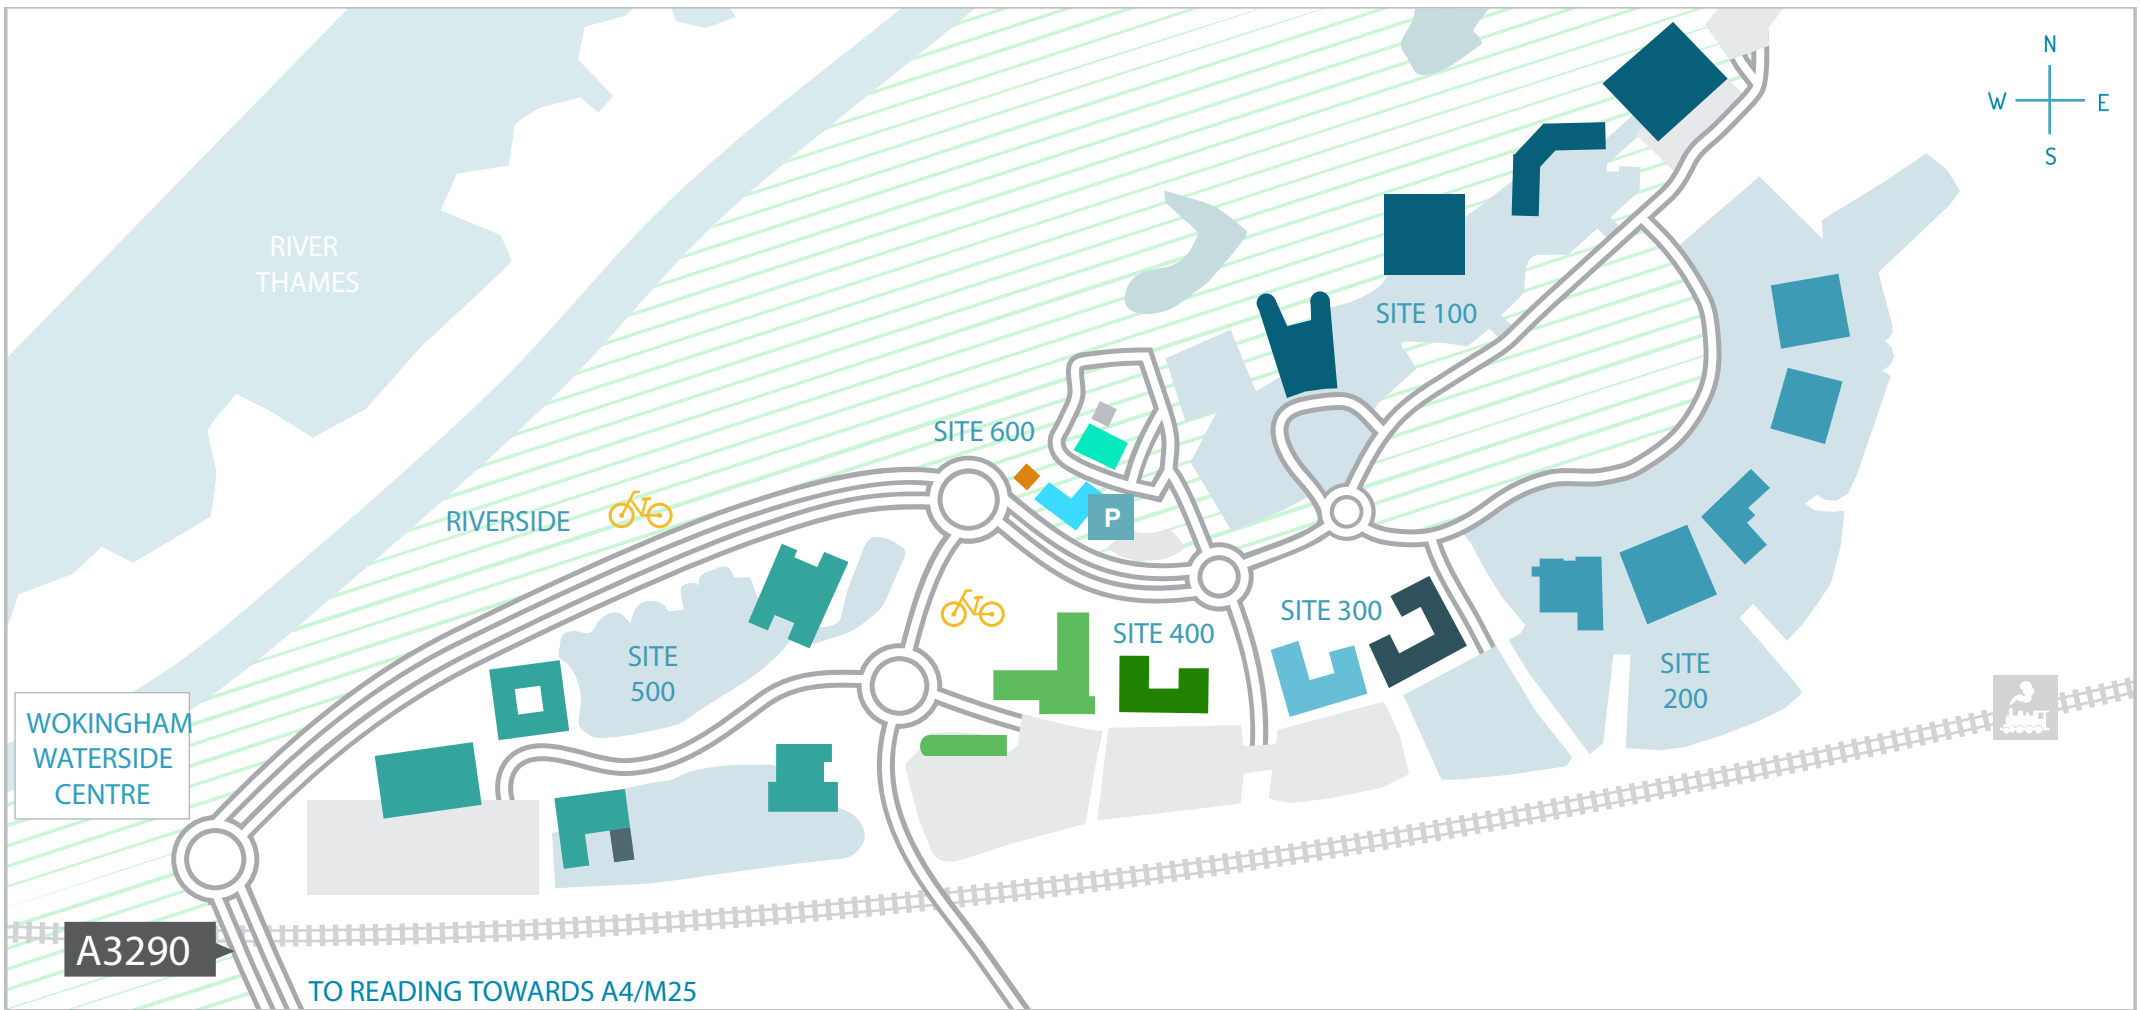 N
W
E
S
RIVER
THAMES
SITE 100
SITE 600
RIVERSIDE
P
SITE 300
SITE 400
SITE
500
SITE
200
WOKINGHAM
WATERSIDE
CENTRE
A3290
TO READING TOWARDS A4/M25